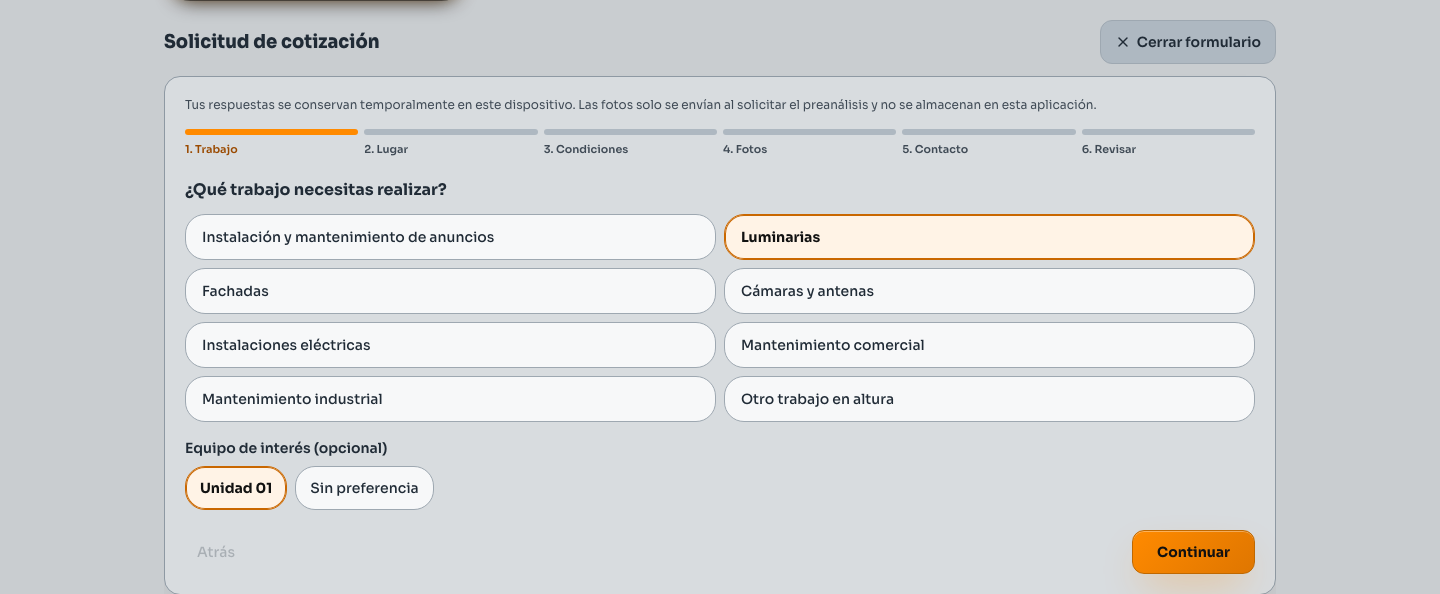 Solicitud de cotización
Cerrar formulario
Tus respuestas se conservan temporalmente en este dispositivo. Las fotos solo se envían al solicitar el preanálisis y no se almacenan en esta aplicación.
1. Trabajo
2. Lugar
3. Condiciones
4. Fotos
5. Contacto
6. Revisar
¿Qué trabajo necesitas realizar?
Instalación y mantenimiento de anuncios
Luminarias
Fachadas
Cámaras y antenas
Instalaciones eléctricas
Mantenimiento comercial
Mantenimiento industrial
Otro trabajo en altura
Equipo de interés (opcional)
Unidad 01
Sin preferencia
Atrás
Continuar